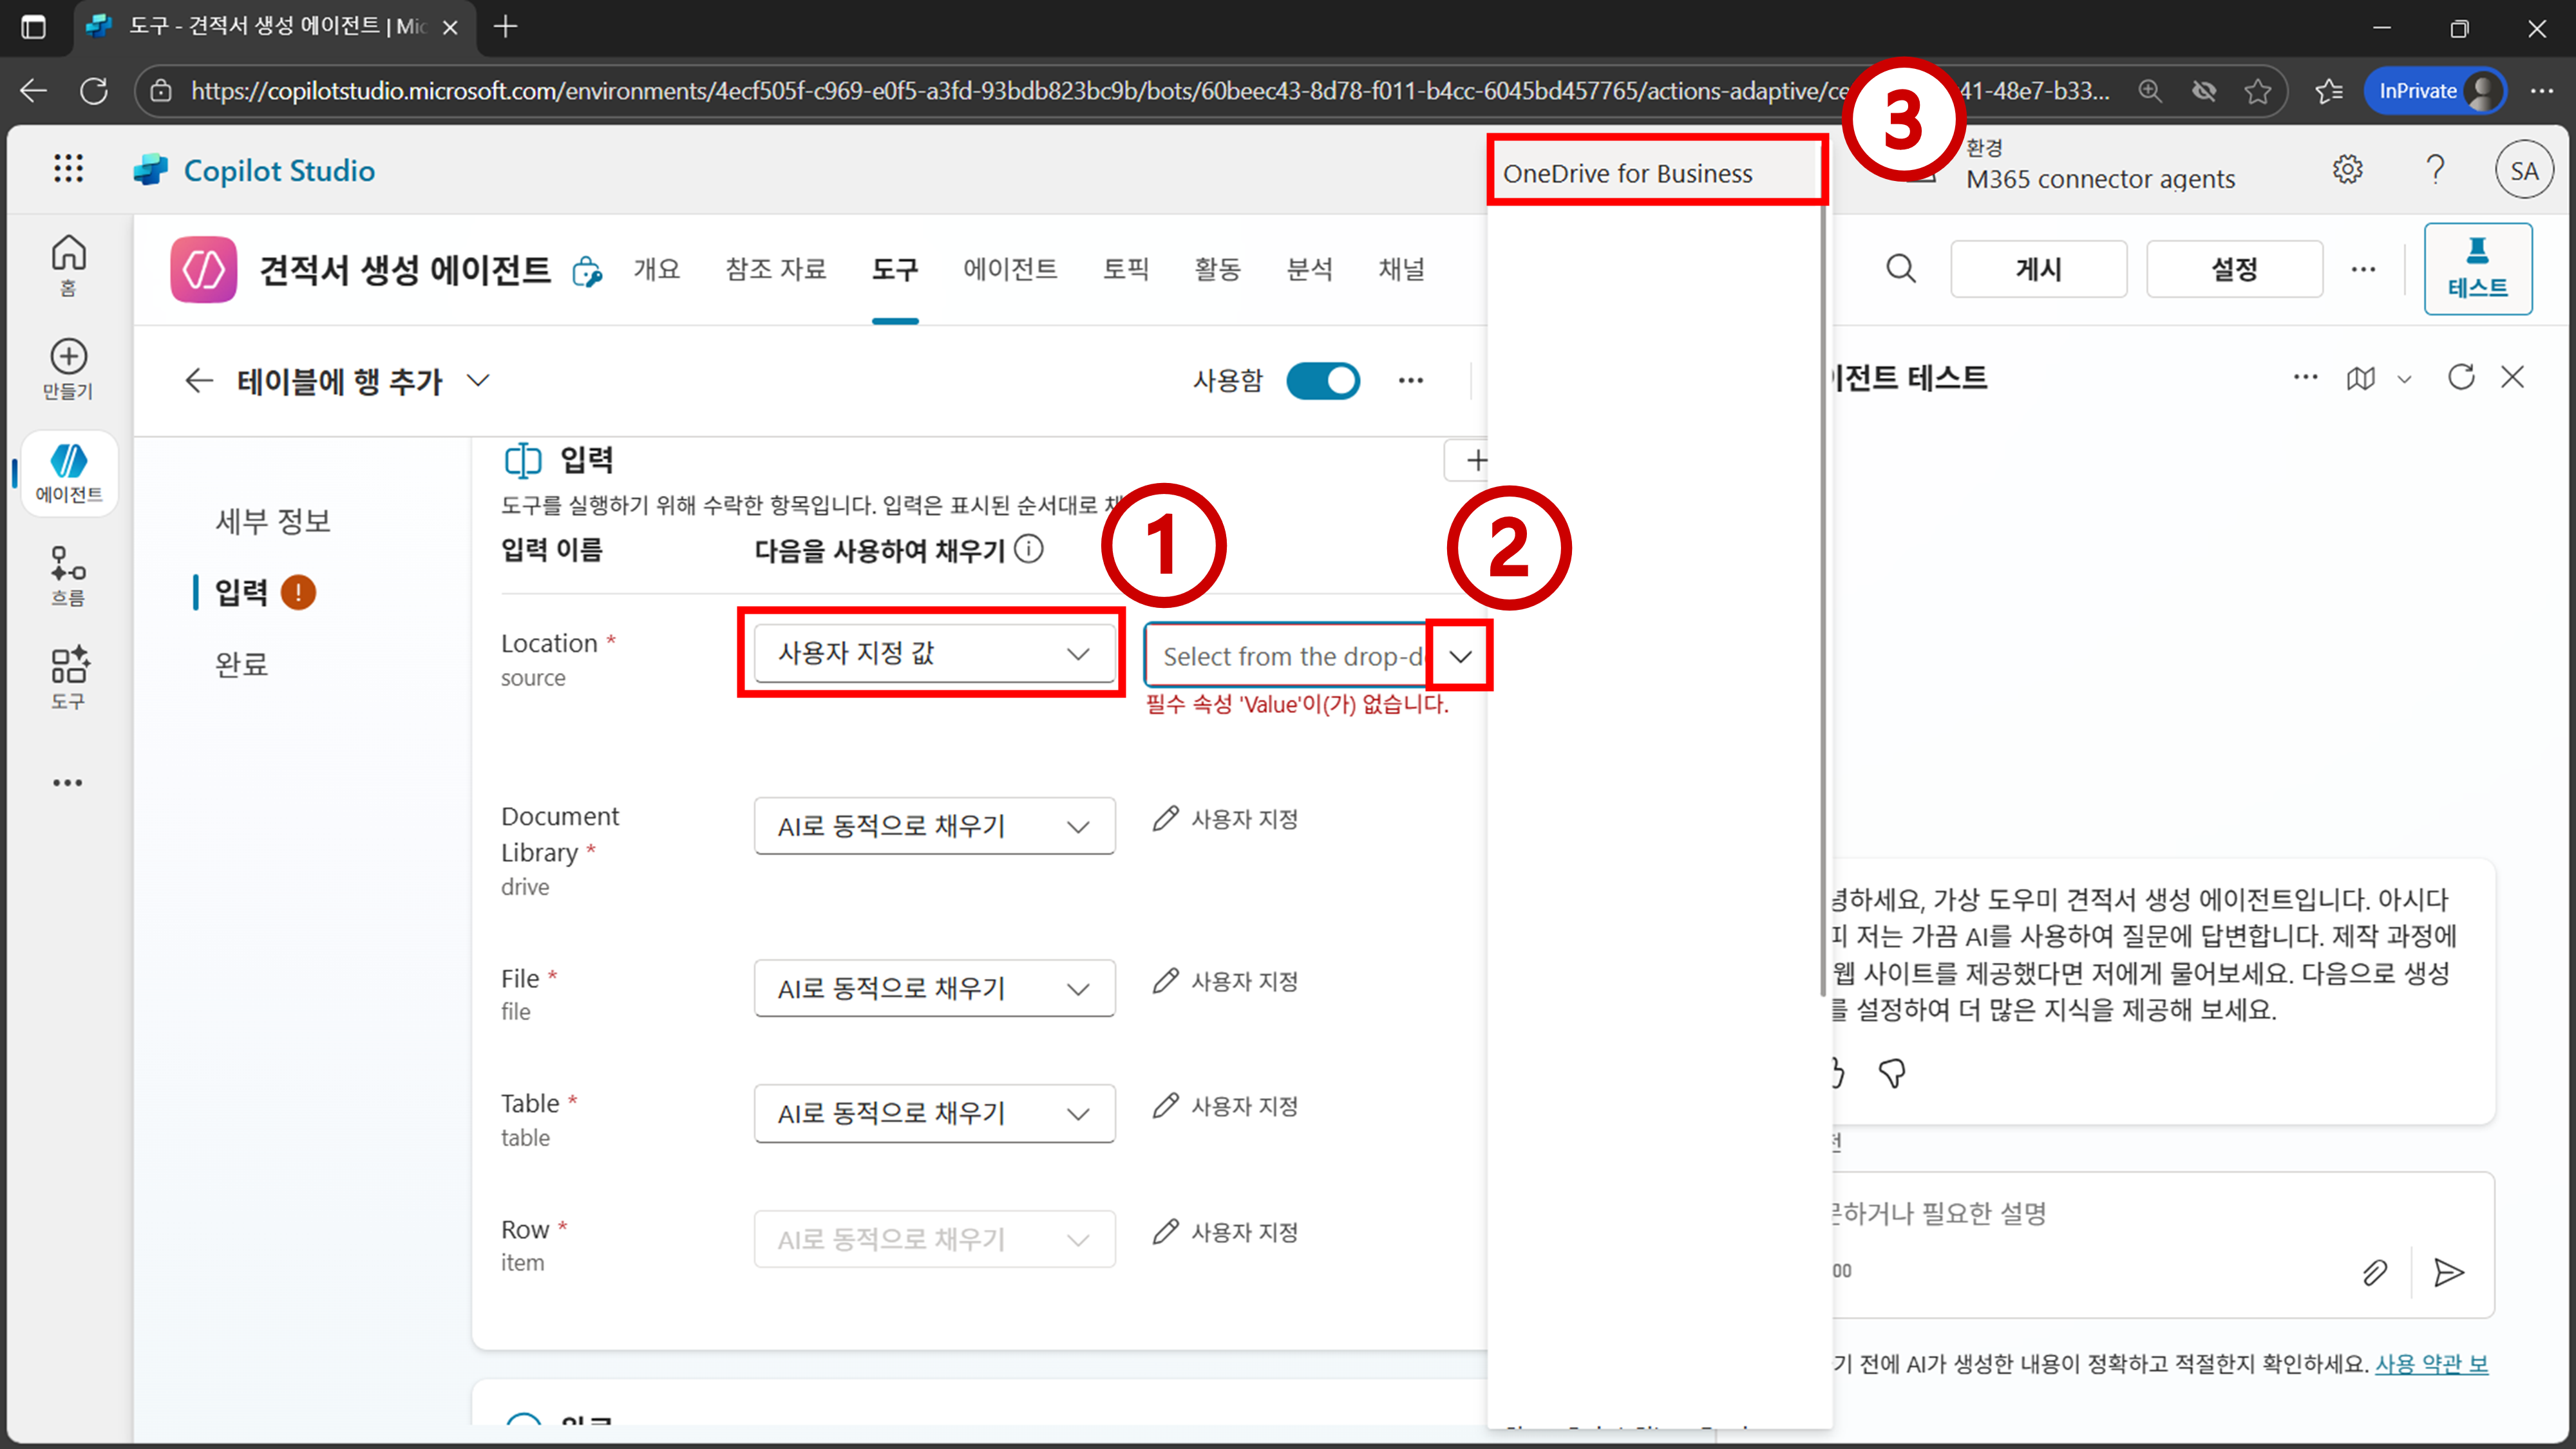 도구 - 견적서 생성 에이전트 | Mic
https://copilotstudio.microsoft.com/environments/4ecf505f-c969-e0f5-a3fd-93bdb823bc9b/bots/60beec43-8d78-f011-b4cc-6045bd457765/actions-adaptive/ce 41-48e7-b33...
InPrivate
3
Copilot Studio
OneDrive for Business
환경
M365 connector agents
SA
홈
만들기
에이전트
흐름
도구
견적서 생성 에이전트
개요
참조 자료
도구
에이전트
토픽
활동
분석
채널
게시
설정
테스트
테이블에 행 추가
사용함
이전트 테스트
세부 정보
입력
완료
입력
도구를 실행하기 위해 수락한 항목입니다. 입력은 표시된 순서대로
입력 이름
다음을 사용하여 채우기
1
2
Location *
source
사용자 지정 값
Select from the drop-d
필수 속성 'Value'이(가) 없습니다.
Document
Library *
drive
AI로 동적으로 채우기
사용자 지정
File *
file
AI로 동적으로 채우기
사용자 지정
Table *
table
AI로 동적으로 채우기
사용자 지정
Row *
item
AI로 동적으로 채우기
사용자 지정
녕하세요, 가상 도우미 견적서 생성 에이전트입니다. 아시다
피 저는 가끔 AI를 사용하여 질문에 답변합니다. 제작 과정에
웹 사이트를 제공했다면 저에게 물어보세요. 다음으로 생성
를 설정하여 더 많은 지식을 제공해 보세요.
전
문하거나 필요한 설명
00
기 전에 AI가 생성한 내용이 정확하고 적절한지 확인하세요. 사용 약관 보